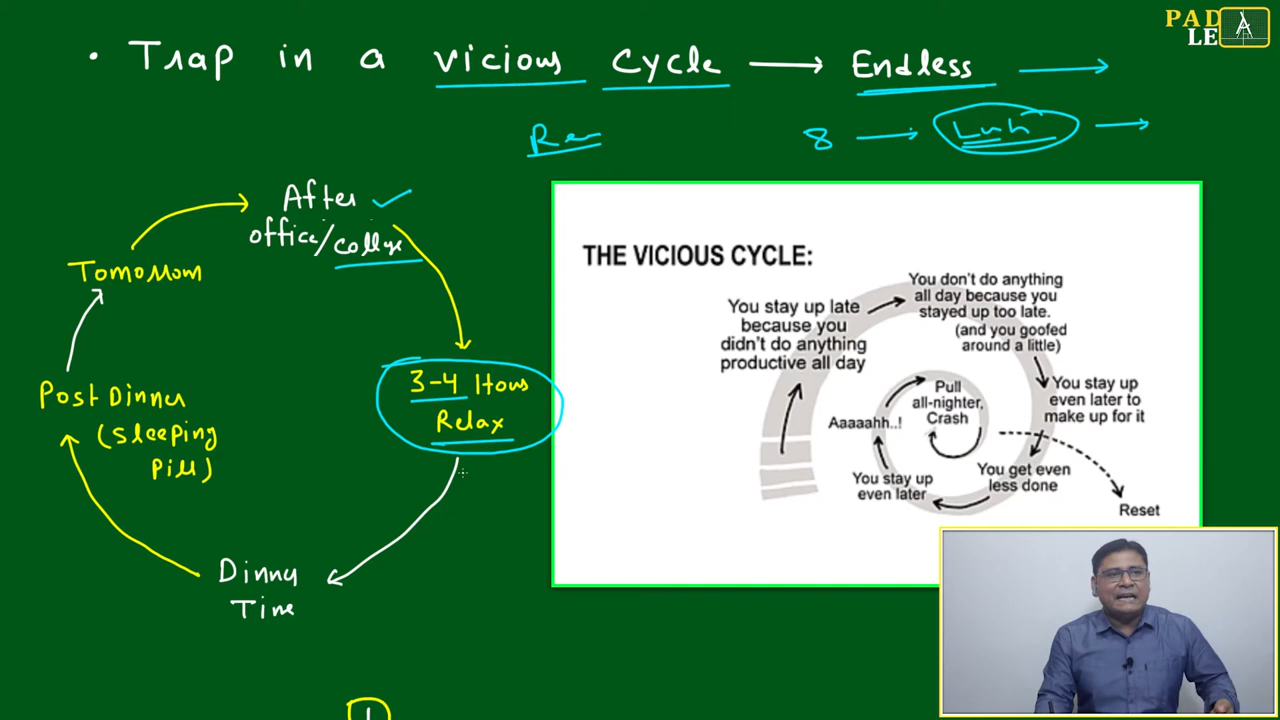 PAD
LE
• Trap in a vicious cycle → Endless →
8 →
After ✓
office/college
3-4 Hours
Relax
Dinner
Time
Post Dinner
(sleeping
Pill)
Tomorrow
THE VICIOUS CYCLE:
You stay up late
because you
didn't do anything
productive all day
You don't do anything
all day because you
stayed up too late.
(and you goofed
around a little)
You stay up
even later to
make up for it
You get even
less done
You stay up
even later
Aaaaahh..!
Pull
all-nighter,
Crash
Reset
1